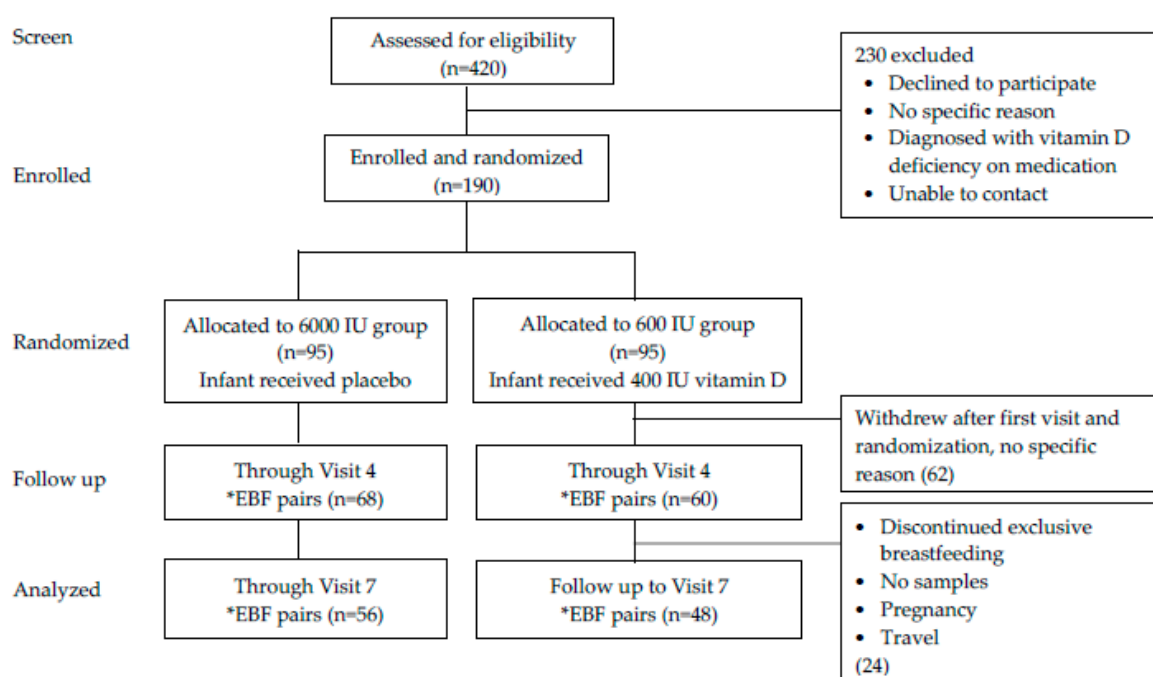 Screen
Assessed for eligibility
(n=420)
230 excluded
• Declined to participate
• No specific reason
• Diagnosed with vitamin D
deficiency on medication
• Unable to contact
Enrolled
Enrolled and randomized
(n=190)
Randomized
Allocated to 6000 IU group
(n=95)
Infant received placebo
Allocated to 600 IU group
(n=95)
Infant received 400 IU vitamin D
Withdrew after first visit and
randomization, no specific
reason (62)
Follow up
Through Visit 4
*EBF pairs (n=68)
Through Visit 4
*EBF pairs (n=60)
• Discontinued exclusive
breastfeeding
• No samples
• Pregnancy
• Travel
(24)
Analyzed
Through Visit 7
*EBF pairs (n=56)
Follow up to Visit 7
*EBF pairs (n=48)